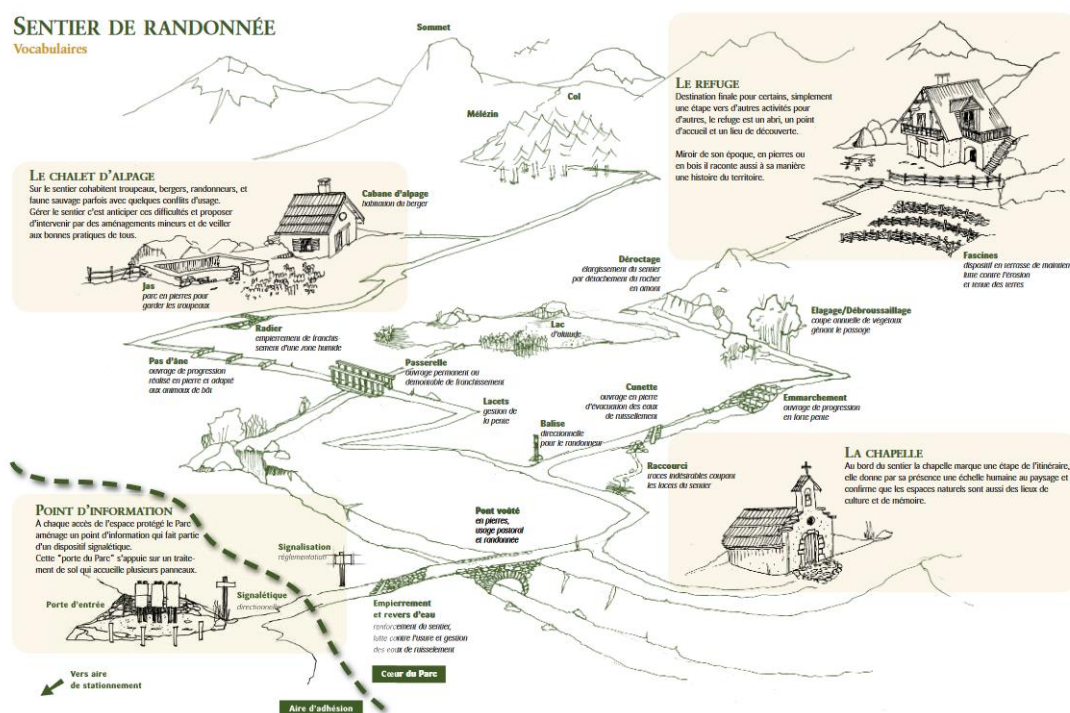 SENTIER DE RANDONNÉE
Vocabulaires
Sommet
Col
Mélézin
LE REFUGE
Destination finale pour certains, simplement
une étape vers d'autres activités pour
d'autres, le refuge est un abri, un point
d'accueil et un lieu de découverte.
Miroir de son époque, en pierres ou
en bois il raconte aussi à sa manière
une histoire du territoire.
Fascines
dispositif en terrasse de maintien
lutte contre l'érosion
et tenue des terres
LE CHALET D'ALPAGE
Sur le sentier cohabitent troupeaux, bergers, randonneurs, et
faune sauvage parfois avec quelques conflits d'usage.
Gérer le sentier c'est anticiper ces difficultés et proposer
d'intervenir par des aménagements mineurs et de veiller
aux bonnes pratiques de tous.
Cabane d'alpage
habitation du berger
Jas
parc en pierres pour
garder les troupeaux
Déroctage
élargissement du sentier
par détachement du rocher
en amont
Elagage/Débroussaillage
coupe annuelle de végétaux
gênant le passage
Radier
empierrement de franchis-
sement d'une zone humide
Lac
d'altitude
Pas d'âne
ouvrage de progression
réalisé en pierre et adapté
aux animaux de bât
Passerelle
ouvrage permanent ou
démontable de franchissement
Lacets
gestion de
la pente
Cunette
ouvrage en pierre
d'évacuation des eaux
de ruissellement
Emmarchement
ouvrage de progression
en forte pente
Balise
directionnelle
pour le randonneur
Raccourci
traces indésirables coupant
les lacets du sentier
LA CHAPELLE
Au bord du sentier la chapelle marque une étape de l'itinéraire,
elle donne par sa présence une échelle humaine au paysage et
confirme que les espaces naturels sont aussi des lieux de
culture et de mémoire.
POINT D'INFORMATION
À chaque accès de l'espace protégé le Parc
aménage un point d'information qui fait partie
d'un dispositif signalétique.
Cette "porte du Parc" s'appuie sur un traite-
ment de sol qui accueille plusieurs panneaux.
Porte d'entrée
Signalisation
réglementation
Signalétique
directionnelle
Pont voûté
en pierres,
usage pastoral
et randonnée
Empierrement
et revers d'eau
renforcement du sentier,
lutte contre l'usure et gestion
des eaux de ruisselement
Cœur du Parc
Vers aire
de stationnement
Aire d'adhésion